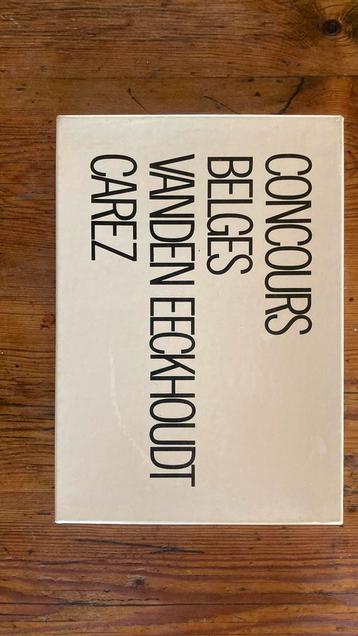 CONCOURS
BELGES
VANDEN EECKHOUDT
CAREZ